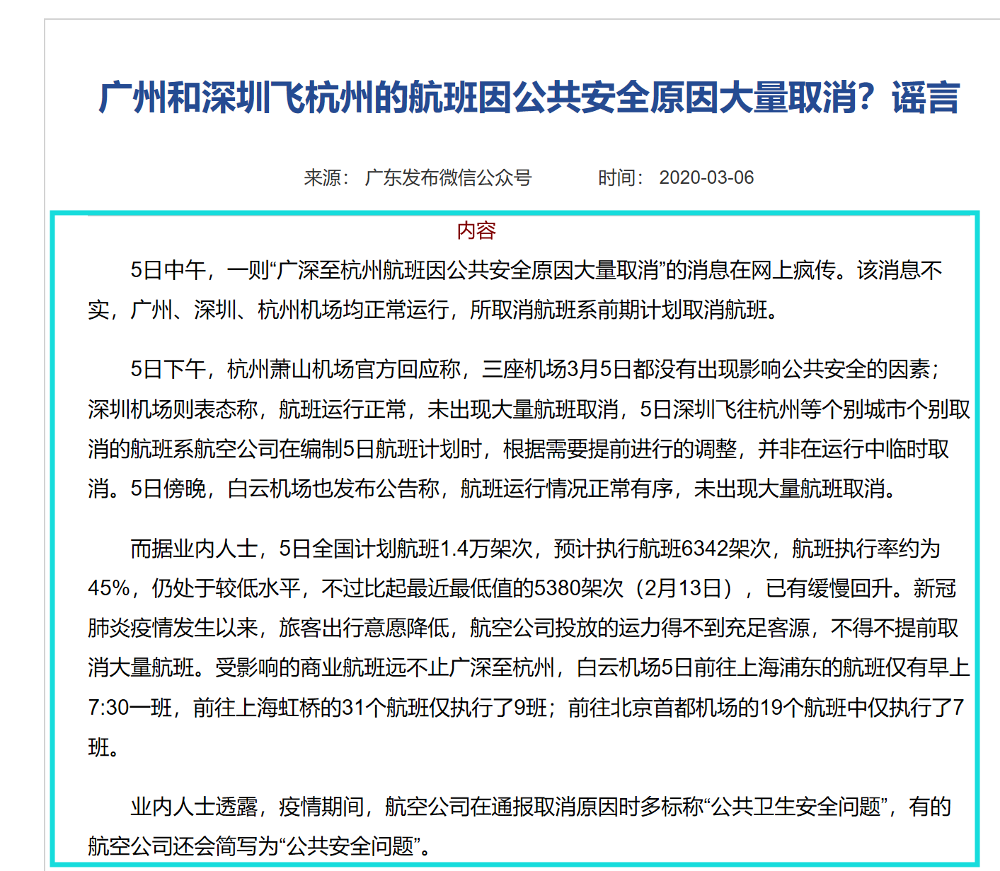 广州和深圳飞杭州的航班因公共安全原因大量取消？谣言
来源： 广东发布微信公众号 时间： 2020-03-06
内容
5日中午，一则“广深至杭州航班因公共安全原因大量取消”的消息在网上疯传。该消息不
实，广州、深圳、杭州机场均正常运行，所取消航班系前期计划取消航班。
5日下午，杭州萧山机场官方回应称，三座机场3月5日都没有出现影响公共安全的因素；
深圳机场则表态称，航班运行正常，未出现大量航班取消，5日深圳飞往杭州等个别城市个别取
消的航班系航空公司在编制5日航班计划时，根据需要提前进行的调整，并非在运行中临时取
消。5日傍晚，白云机场也发布公告称，航班运行情况正常有序，未出现大量航班取消。
而据业内人士，5日全国计划航班1.4万架次，预计执行航班6342架次，航班执行率约为
45%，仍处于较低水平，不过比起最近最低值的5380架次（2月13日），已有缓慢回升。新冠
肺炎疫情发生以来，旅客出行意愿降低，航空公司投放的运力得不到充足客源，不得不提前取
消大量航班。受影响的商业航班远不止广深至杭州，白云机场5日前往上海浦东的航班仅有早上
7:30一班，前往上海虹桥的31个航班仅执行了9班；前往北京首都机场的19个航班中仅执行了7
班。
业内人士透露，疫情期间，航空公司在通报取消原因时多标称“公共卫生安全问题”，有的
航空公司还会简写为“公共安全问题”。